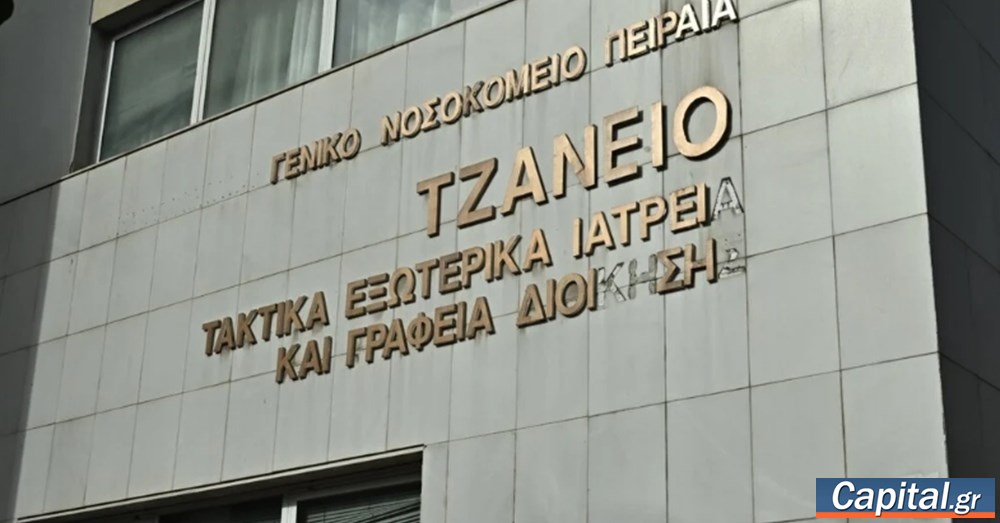 ΓΕΝΙΚΟ ΝΟΣΟΚΟΜΕΙΟ ΠΕΙΡΑΙΑ
ΤΖΑΝΕΙΟ
ΤΑΚΤΙΚΑ ΕΞΩΤΕΡΙΚΑ ΙΑΤΡΕΙΑ
ΚΑΙ ΓΡΑΦΕΙΑ ΔΙΟΙΚΗΣΗΣ
Capital.gr